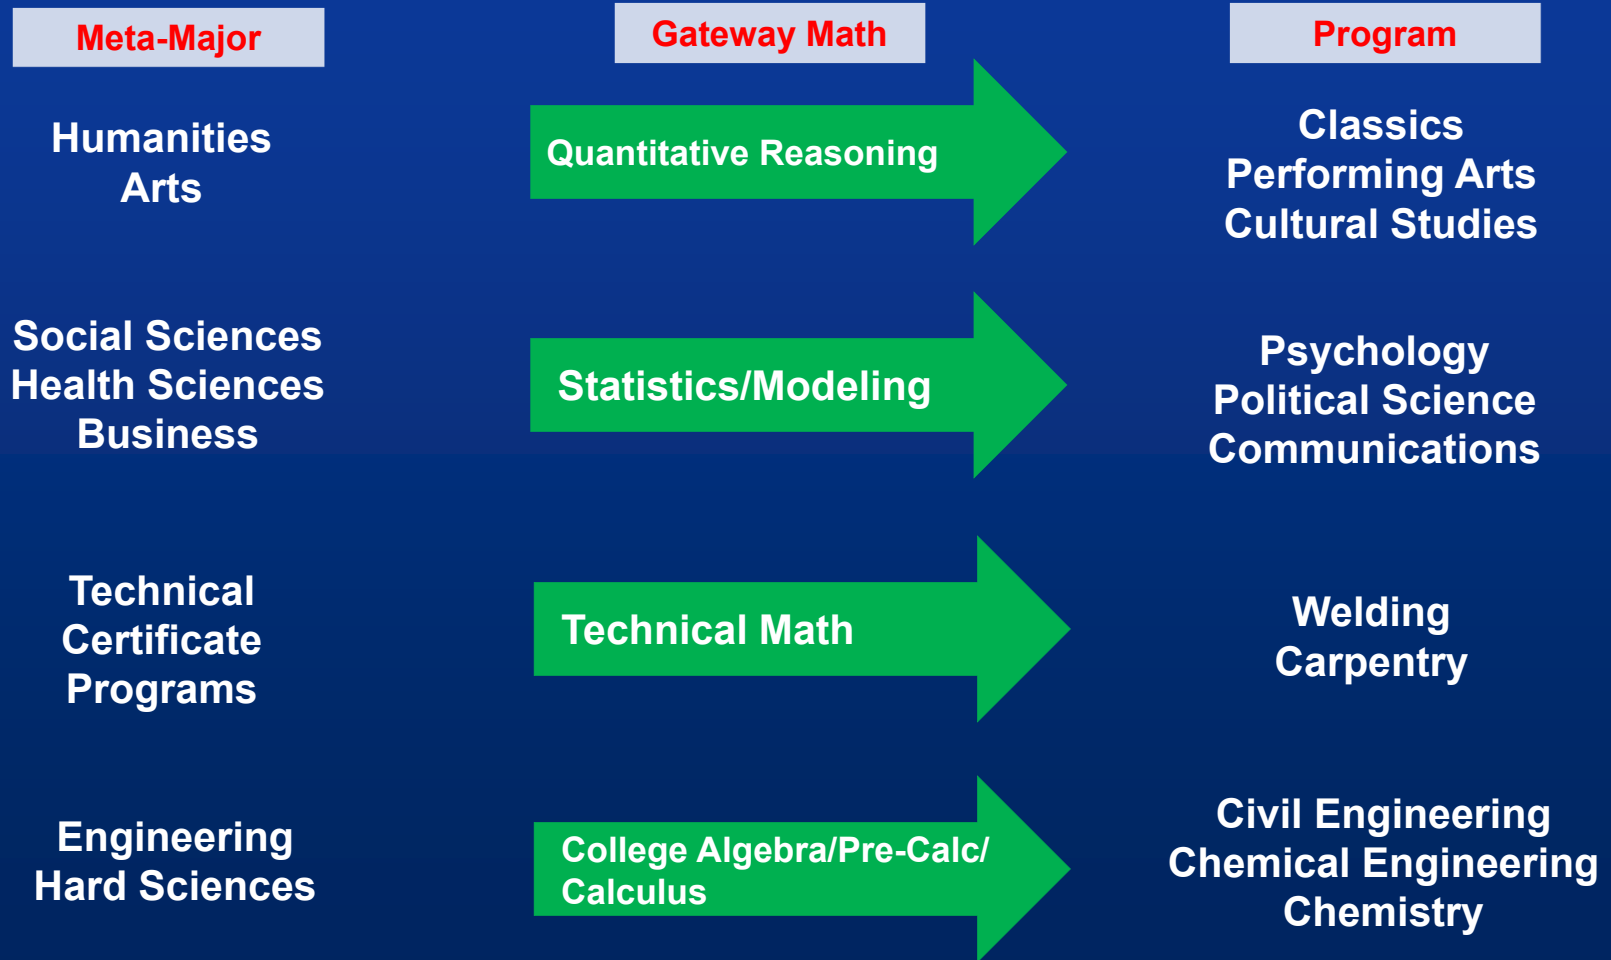 Meta-Major
Gateway Math
Program
Humanities
Arts
Quantitative Reasoning
Classics
Performing Arts
Cultural Studies
Social Sciences
Health Sciences
Business
Statistics/Modeling
Psychology
Political Science
Communications
Technical
Certificate
Programs
Technical Math
Welding
Carpentry
Engineering
Hard Sciences
College Algebra/Pre-Calc/
Calculus
Civil Engineering
Chemical Engineering
Chemistry